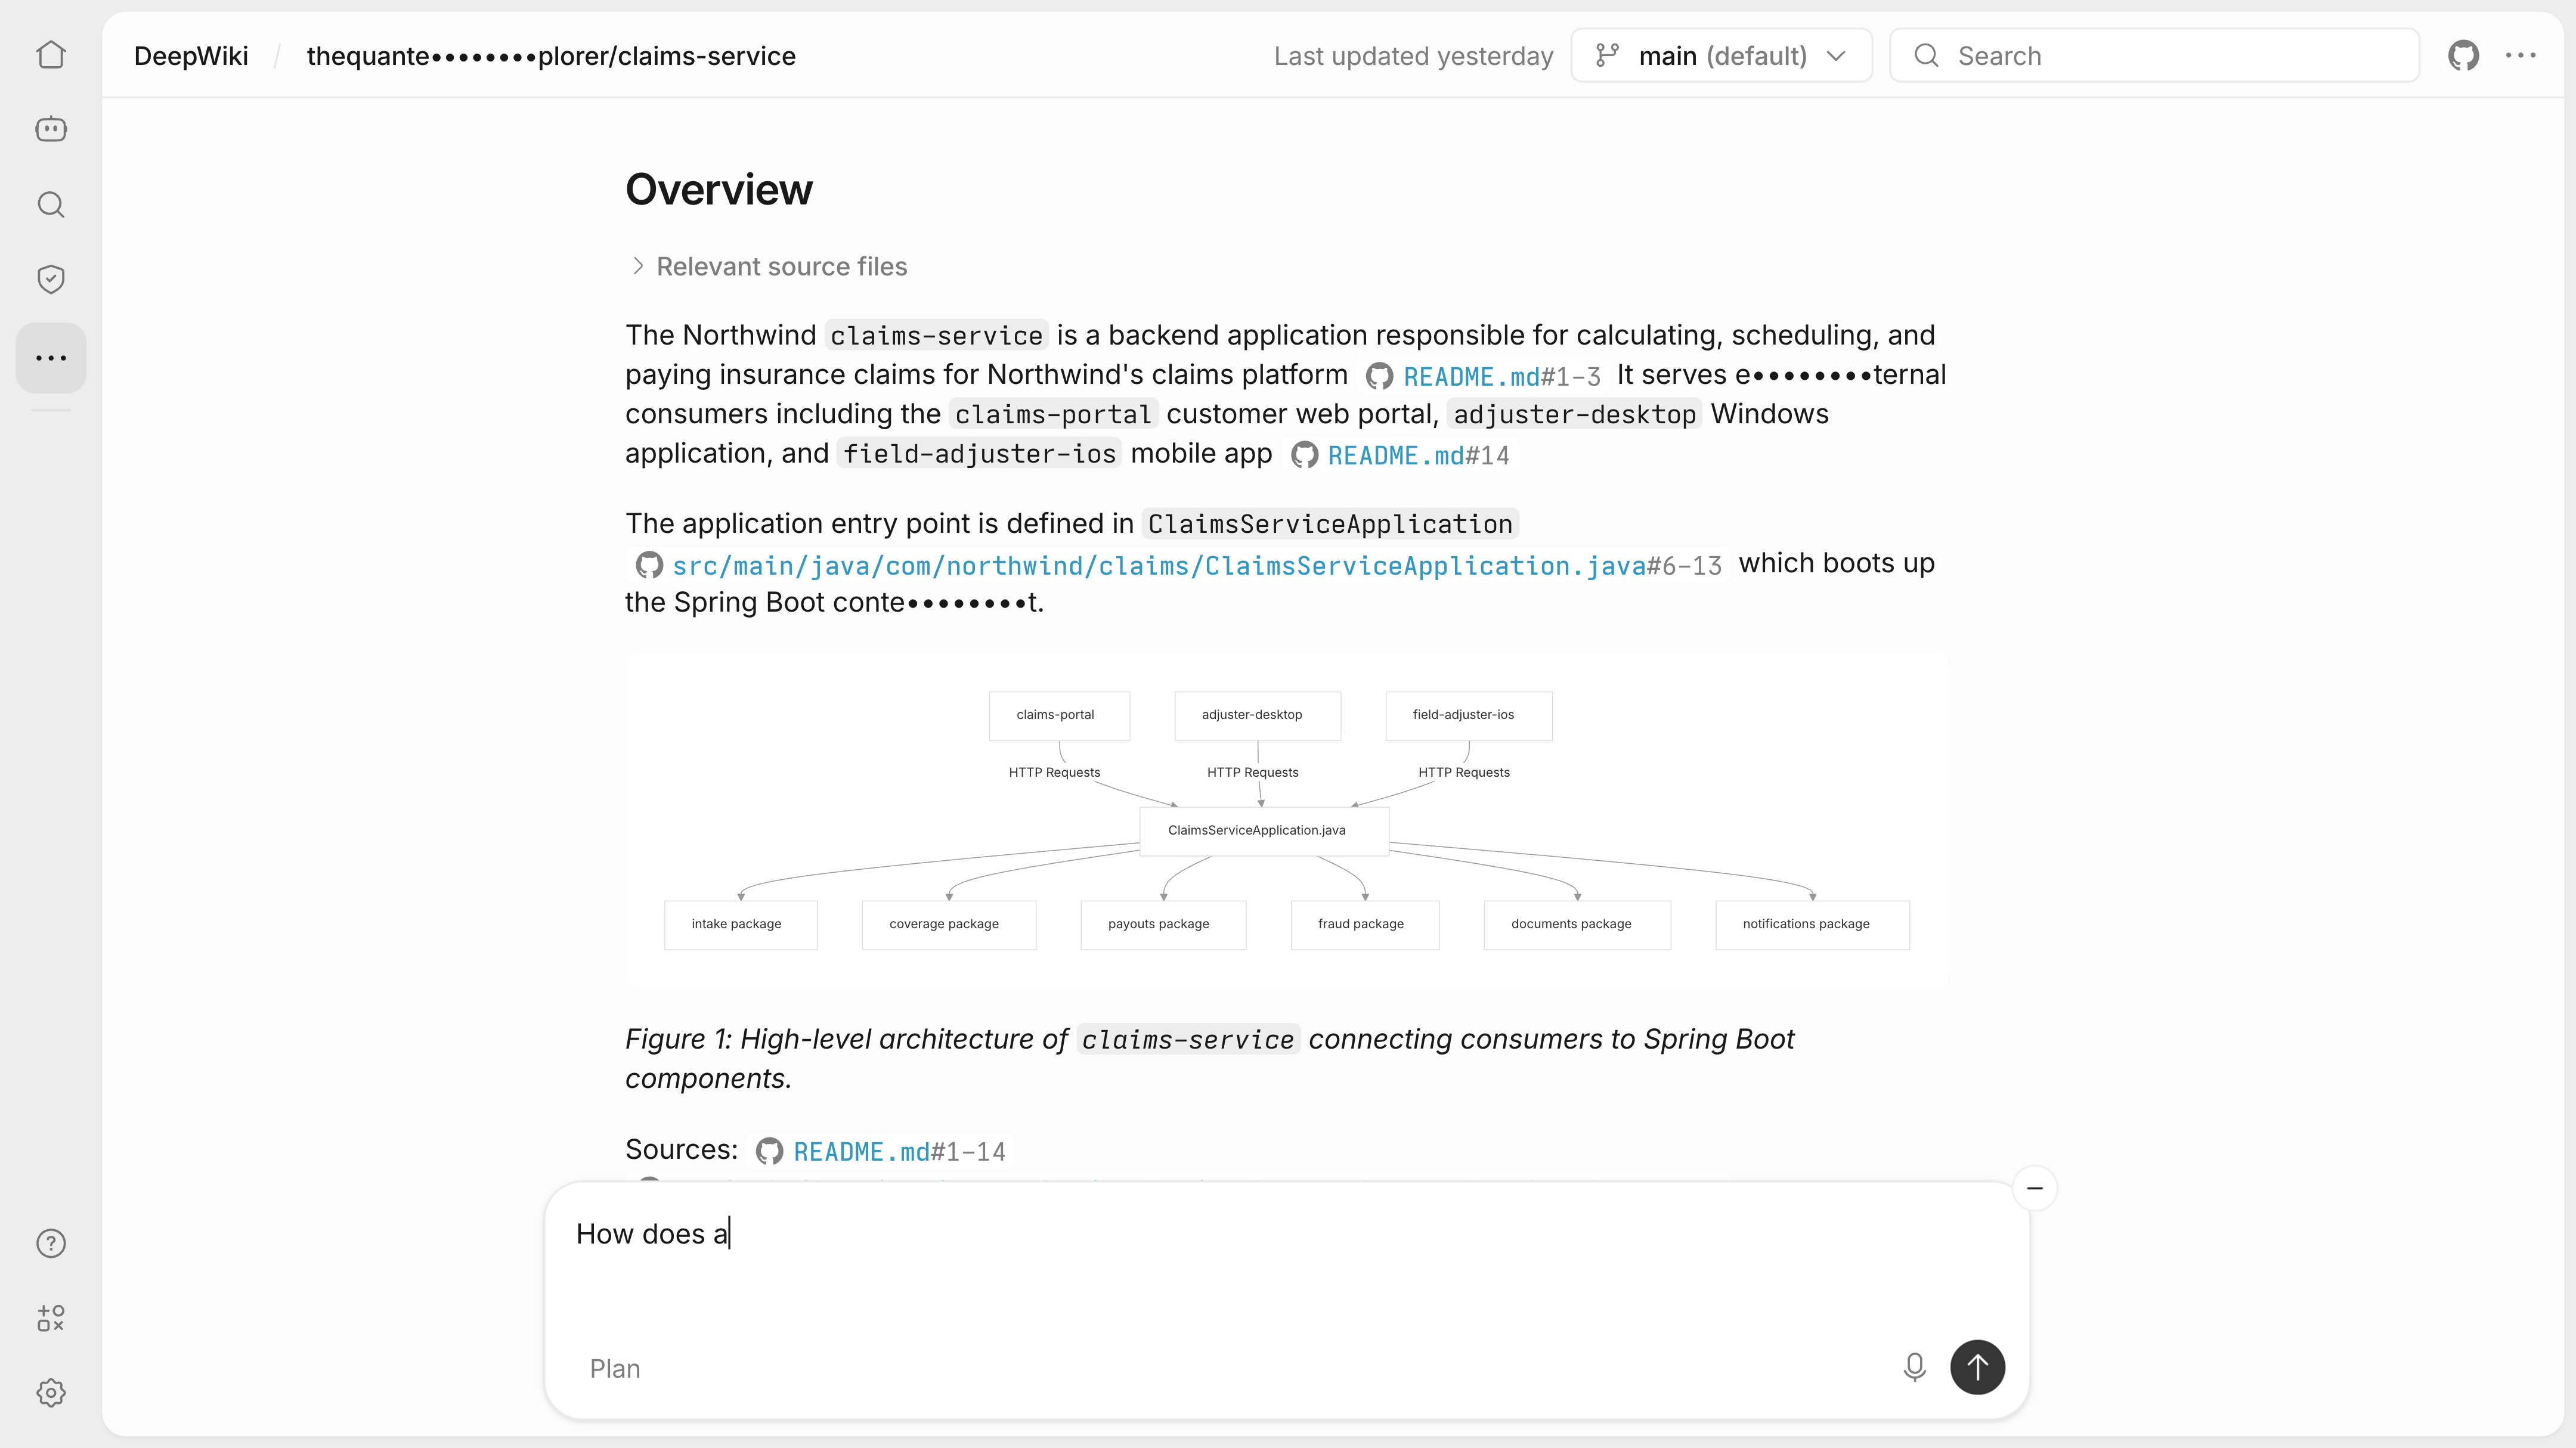 DeepWiki / thequante••••••••plorer/claims-service
Last updated yesterday
main (default)
Search
Overview
Relevant source files
The Northwind claims-service is a backend application responsible for calculating, scheduling, and
paying insurance claims for Northwind's claims platform README.md#1-3 It serves e••••••••ternal
consumers including the claims-portal customer web portal, adjuster-desktop Windows
application, and field-adjuster-ios mobile app README.md#14
The application entry point is defined in ClaimsServiceApplication
src/main/java/com/northwind/claims/ClaimsServiceApplication.java#6-13 which boots up
the Spring Boot conte••••••••t.
claims-portal
adjuster-desktop
field-adjuster-ios
HTTP Requests
HTTP Requests
HTTP Requests
ClaimsServiceApplication.java
intake package
coverage package
payouts package
fraud package
documents package
notifications package
Figure 1: High-level architecture of claims-service connecting consumers to Spring Boot
components.
Sources: README.md#1-14
How does a
Plan